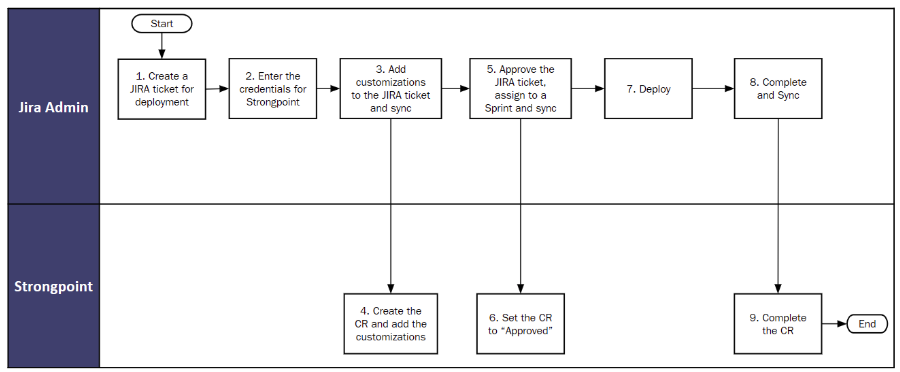 Start
Jira Admin
1. Create a
JIRA ticket for
deployment
2. Enter the
credentials for
Strongpoint
3. Add
customizations
to the JIRA ticket
and sync
5. Approve the
JIRA ticket,
assign to a
Sprint and sync
7. Deploy
8. Complete
and Sync
Strongpoint
4. Create the
CR and add the
customizations
6. Set the CR
to “Approved”
9. Complete
the CR
End